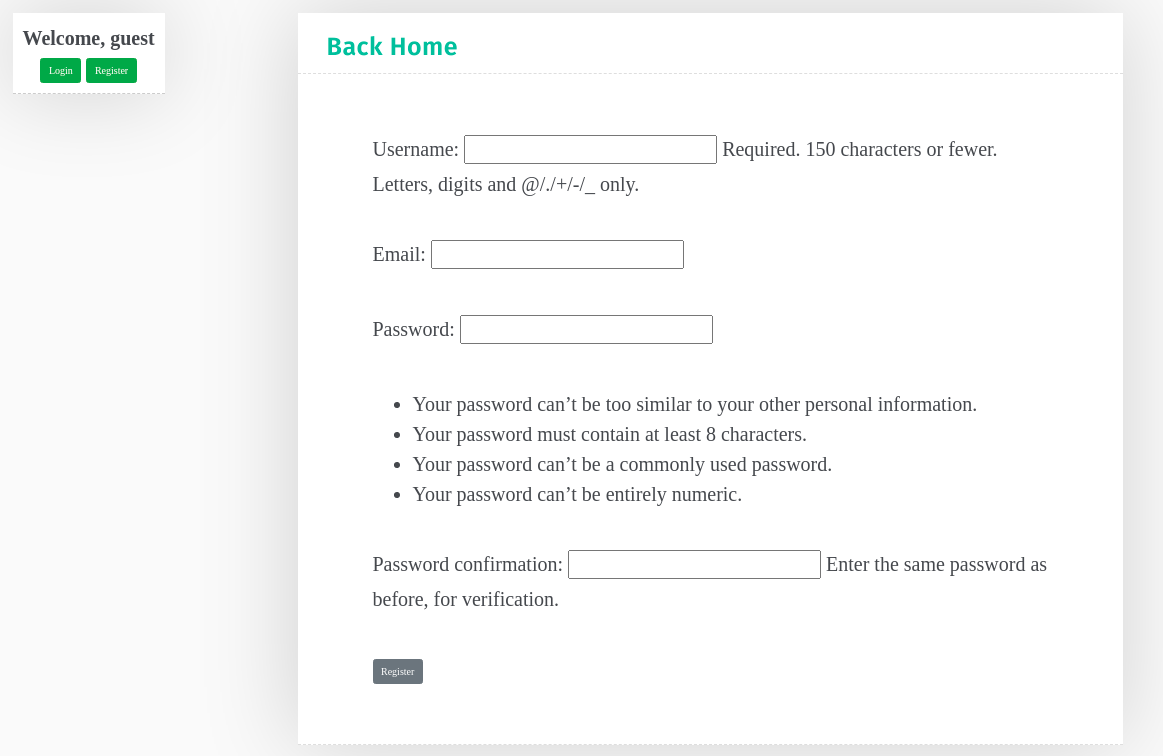 Welcome, guest
Login Register
Back Home
Username: Required. 150 characters or fewer.
Letters, digits and @/./+/-/_ only.
Email:
Password:
Your password can’t be too similar to your other personal information.
Your password must contain at least 8 characters.
Your password can’t be a commonly used password.
Your password can’t be entirely numeric.
Password confirmation: Enter the same password as
before, for verification.
Register